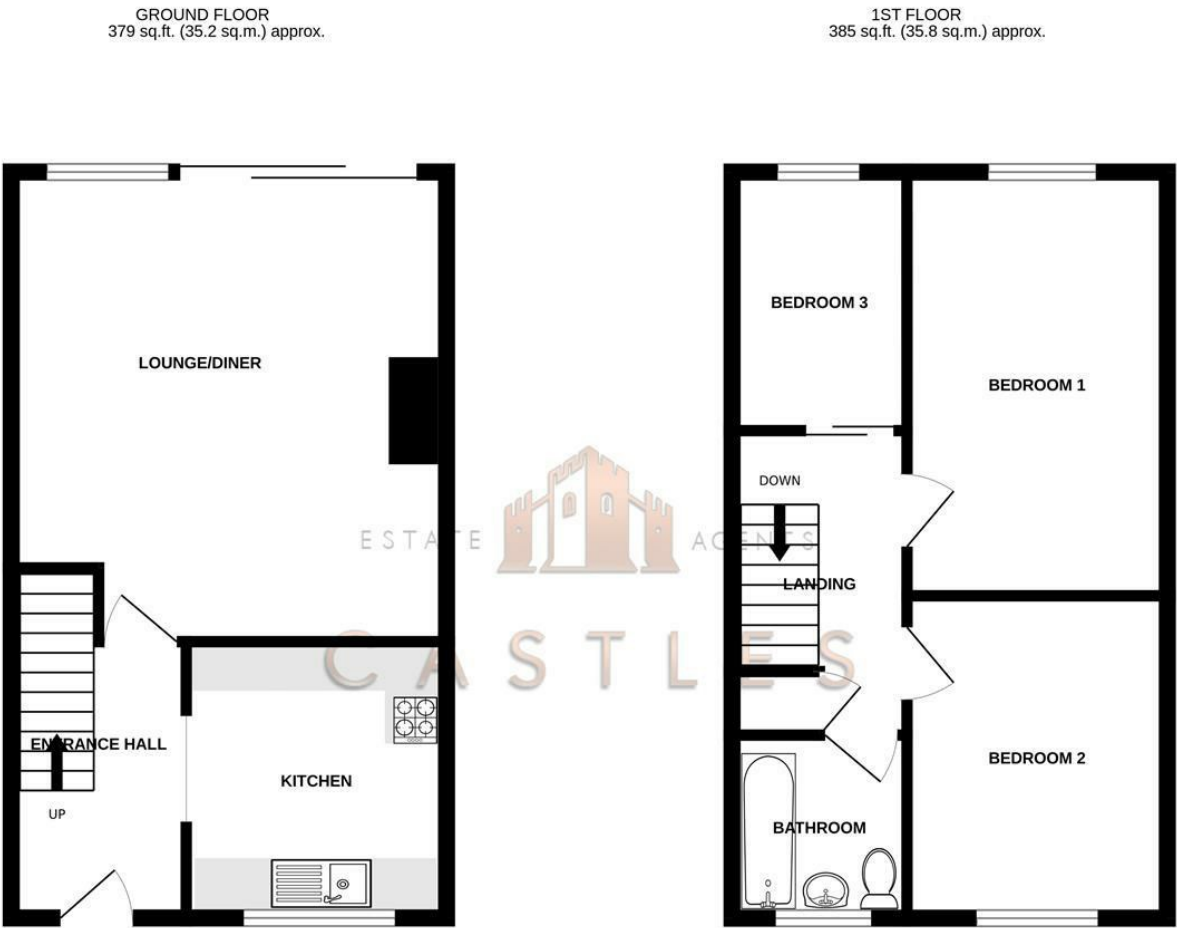 GROUND FLOOR
379 sq.ft. (35.2 sq.m.) approx.
1ST FLOOR
385 sq.ft. (35.8 sq.m.) approx.
BEDROOM 3
LOUNGE/DINER
BEDROOM 1
DOWN
ESTATE AGENTS
LANDING
CASTLES
ENTRANCE HALL
BEDROOM 2
KITCHEN
UP
BATHROOM